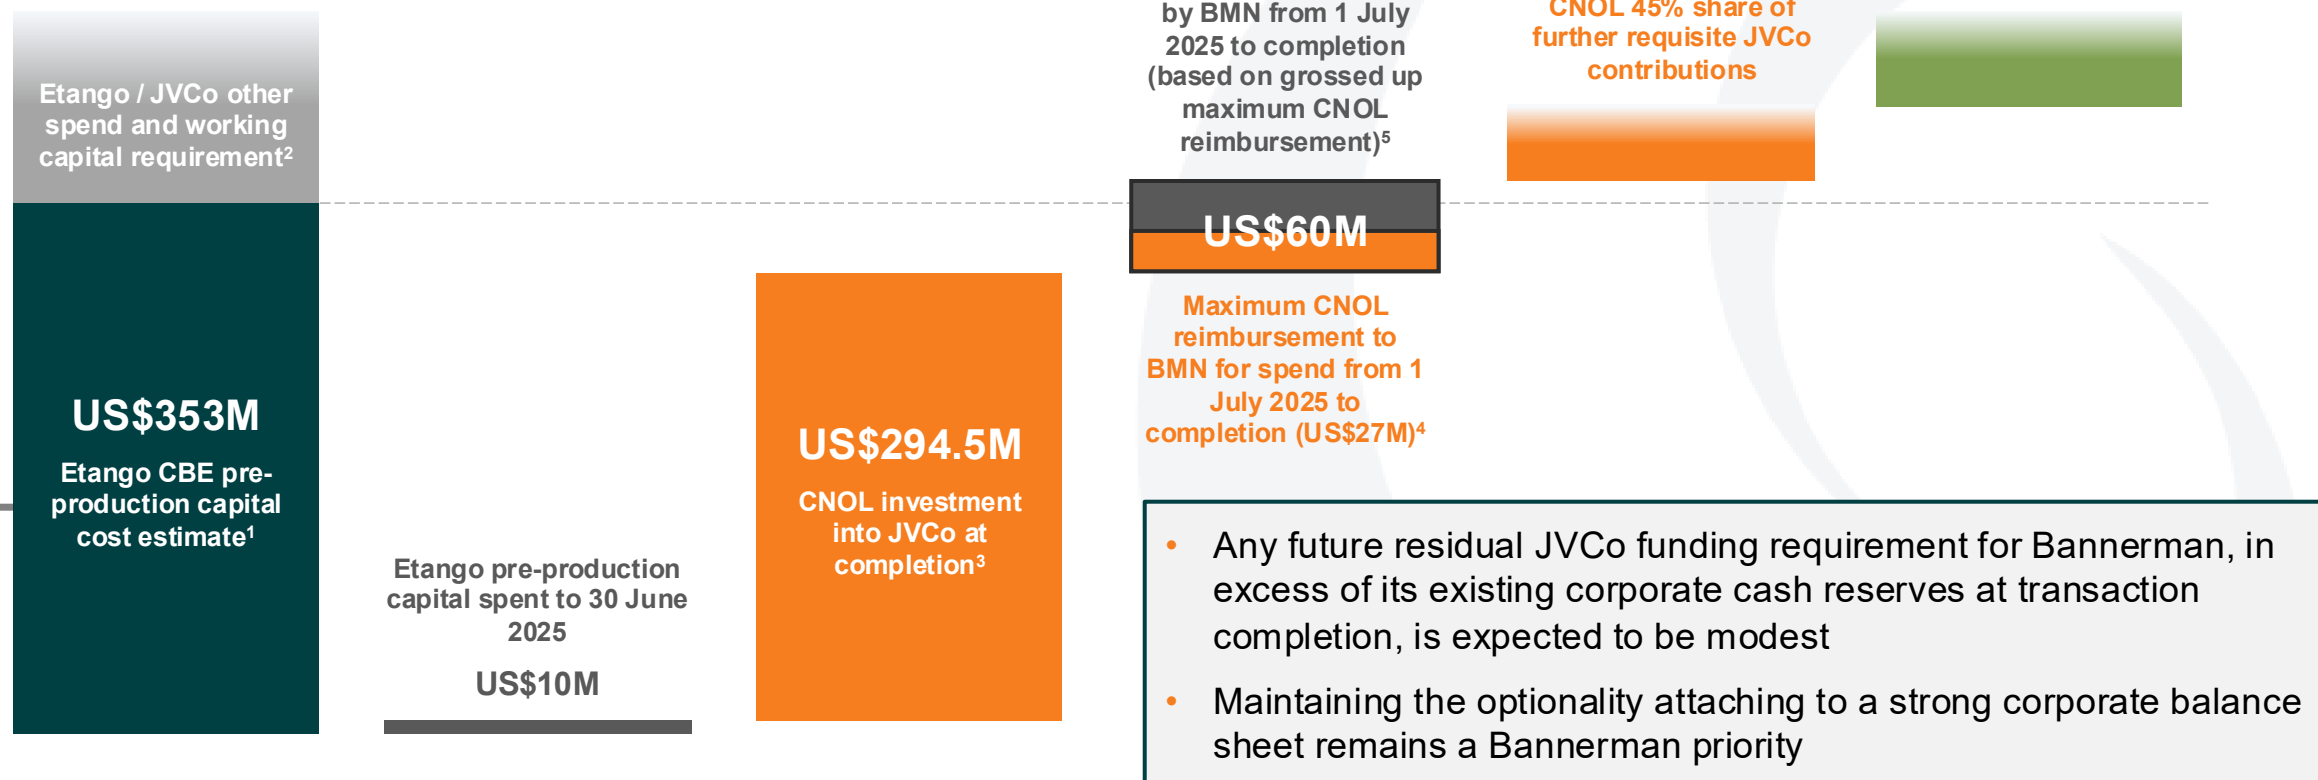 Etango / JVCo other
spend and working
capital requirement²
US$353M
Etango CBE pre-
production capital
cost estimate¹
Etango pre-production
capital spent to 30 June
2025
US$10M
US$294.5M
CNOL investment
into JVCo at
completion³
by BMN from 1 July
2025 to completion
(based on grossed up
maximum CNOL
reimbursement)⁵
US$60M
Maximum CNOL
reimbursement to
BMN for spend from 1
July 2025 to
completion (US$27M)⁴
CNOL 45% share of
further requisite JVCo
contributions
• Any future residual JVCo funding requirement for Bannerman, in
excess of its existing corporate cash reserves at transaction
completion, is expected to be modest
• Maintaining the optionality attaching to a strong corporate balance
sheet remains a Bannerman priority